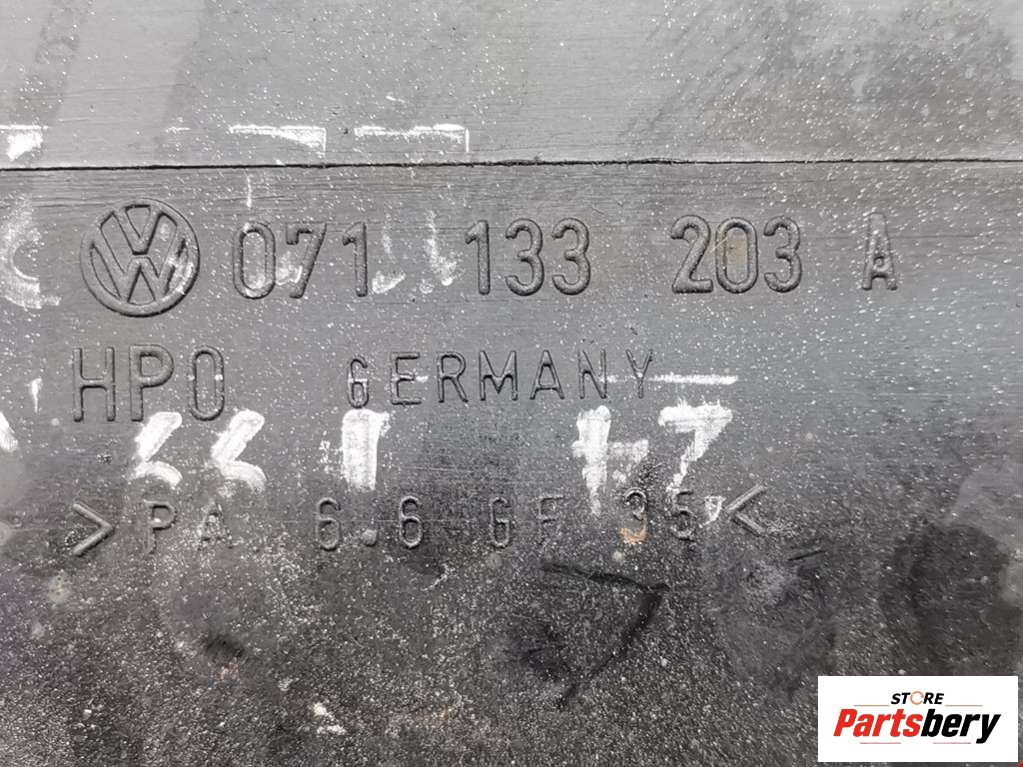 071 133 203 A
HPO GERMANY
>PA 6.6 GF 35<
STORE
Partsbery